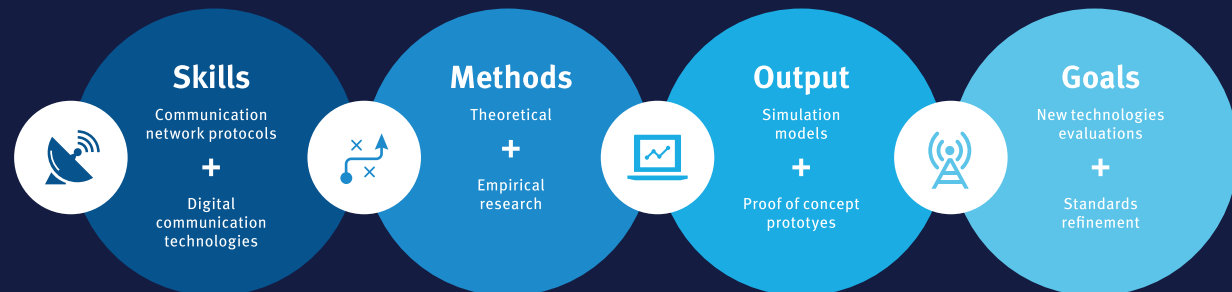 Skills
Communication
network protocols
+
Digital
communication
technologies
Methods
Theoretical
+
Empirical
research
Output
Simulation
models
+
Proof of concept
prototyes
Goals
New technologies
evaluations
+
Standards
refinement